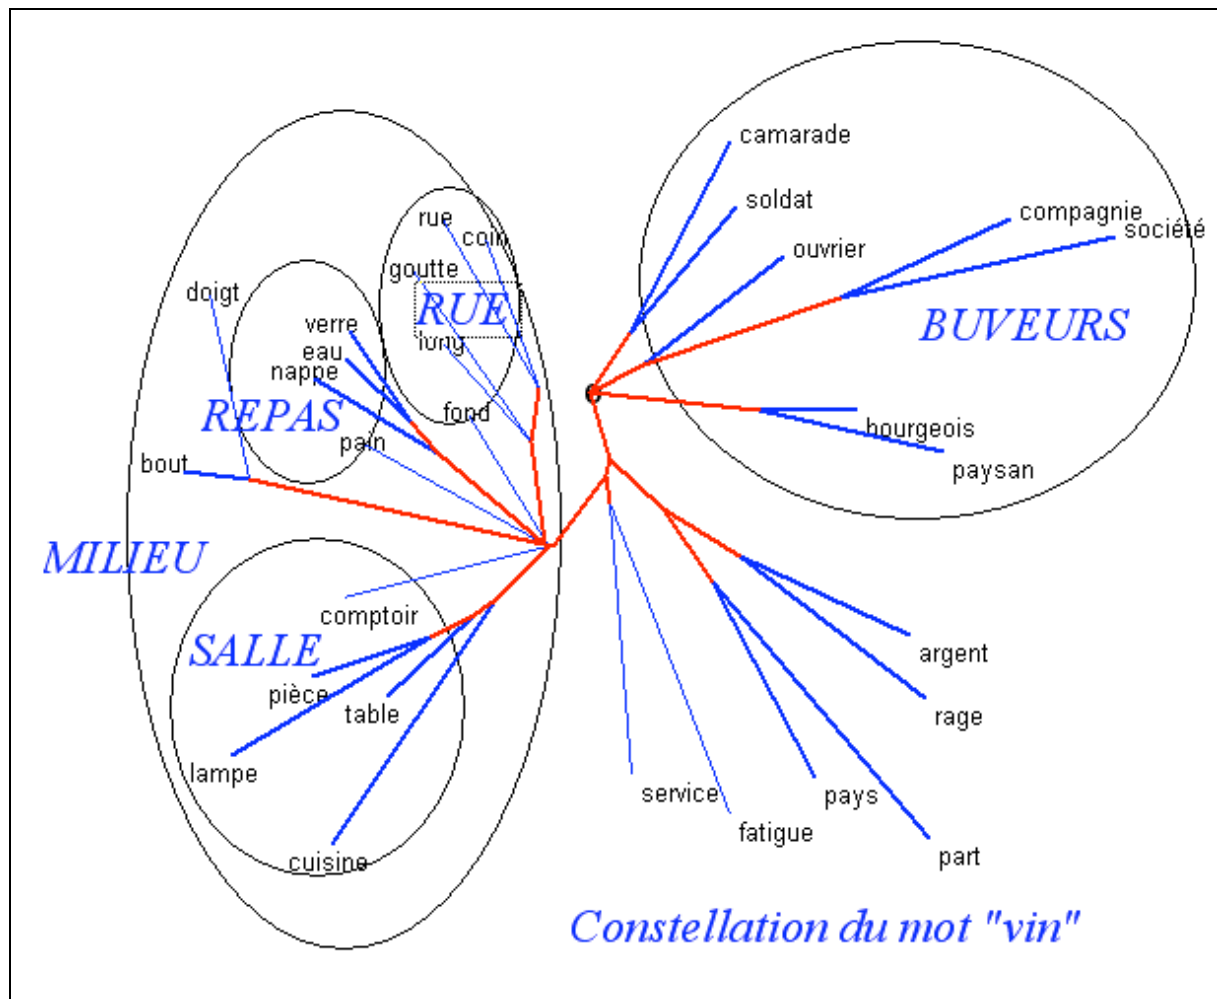 camarade
soldat
compagnie
société
ouvrier
BUVEURS
bourgeois
paysan
rue
coin
goutte
RUE
long
fond
doigt
verre
eau
nappe
REPAS
pain
bout
MILIEU
comptoir
SALLE
pièce
table
lampe
cuisine
argent
rage
service
pays
fatigue
part
Constellation du mot "vin"